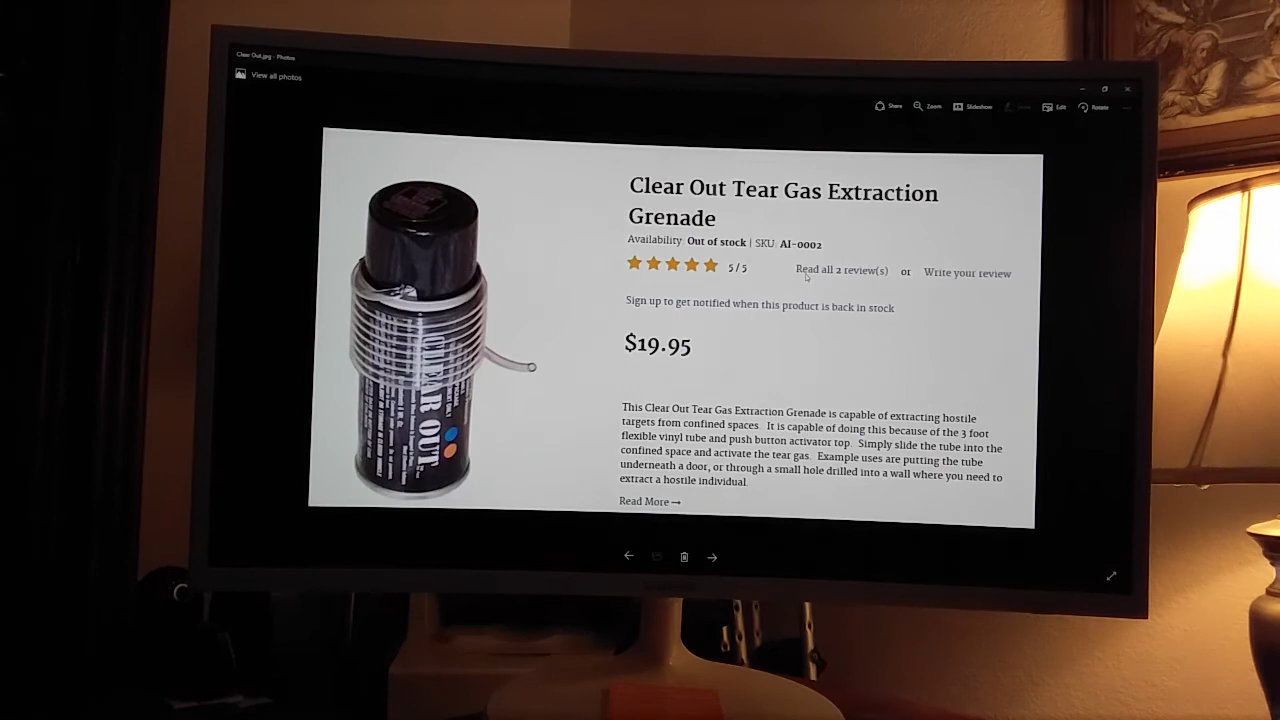 Clear Out.jpg - Photos
View all photos
Share
Zoom
Slideshow
Edit
Rotate
Clear Out Tear Gas Extraction
Grenade
Availability: Out of stock | SKU: AI-0002
5/5
Read all 2 review(s) or Write your review
Sign up to get notified when this product is back in stock
$19.95
This Clear Out Tear Gas Extraction Grenade is capable of extracting hostile
targets from confined spaces. It is capable of doing this because of the 3 foot
flexible vinyl tube and push button activator top. Simply slide the tube into the
confined space and activate the tear gas. Example uses are putting the tube
underneath a door, or through a small hole drilled into a wall where you need to
extract a hostile individual.
Read More→
CLEAR OUT